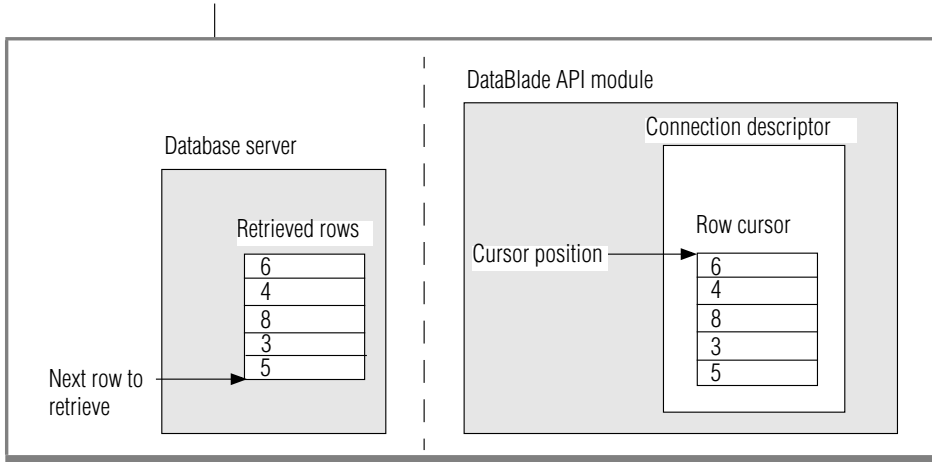 DataBlade API module
Database server
Connection descriptor
Retrieved rows
Row cursor
Cursor position
6
4
8
3
5
6
4
8
3
5
Next row to
retrieve